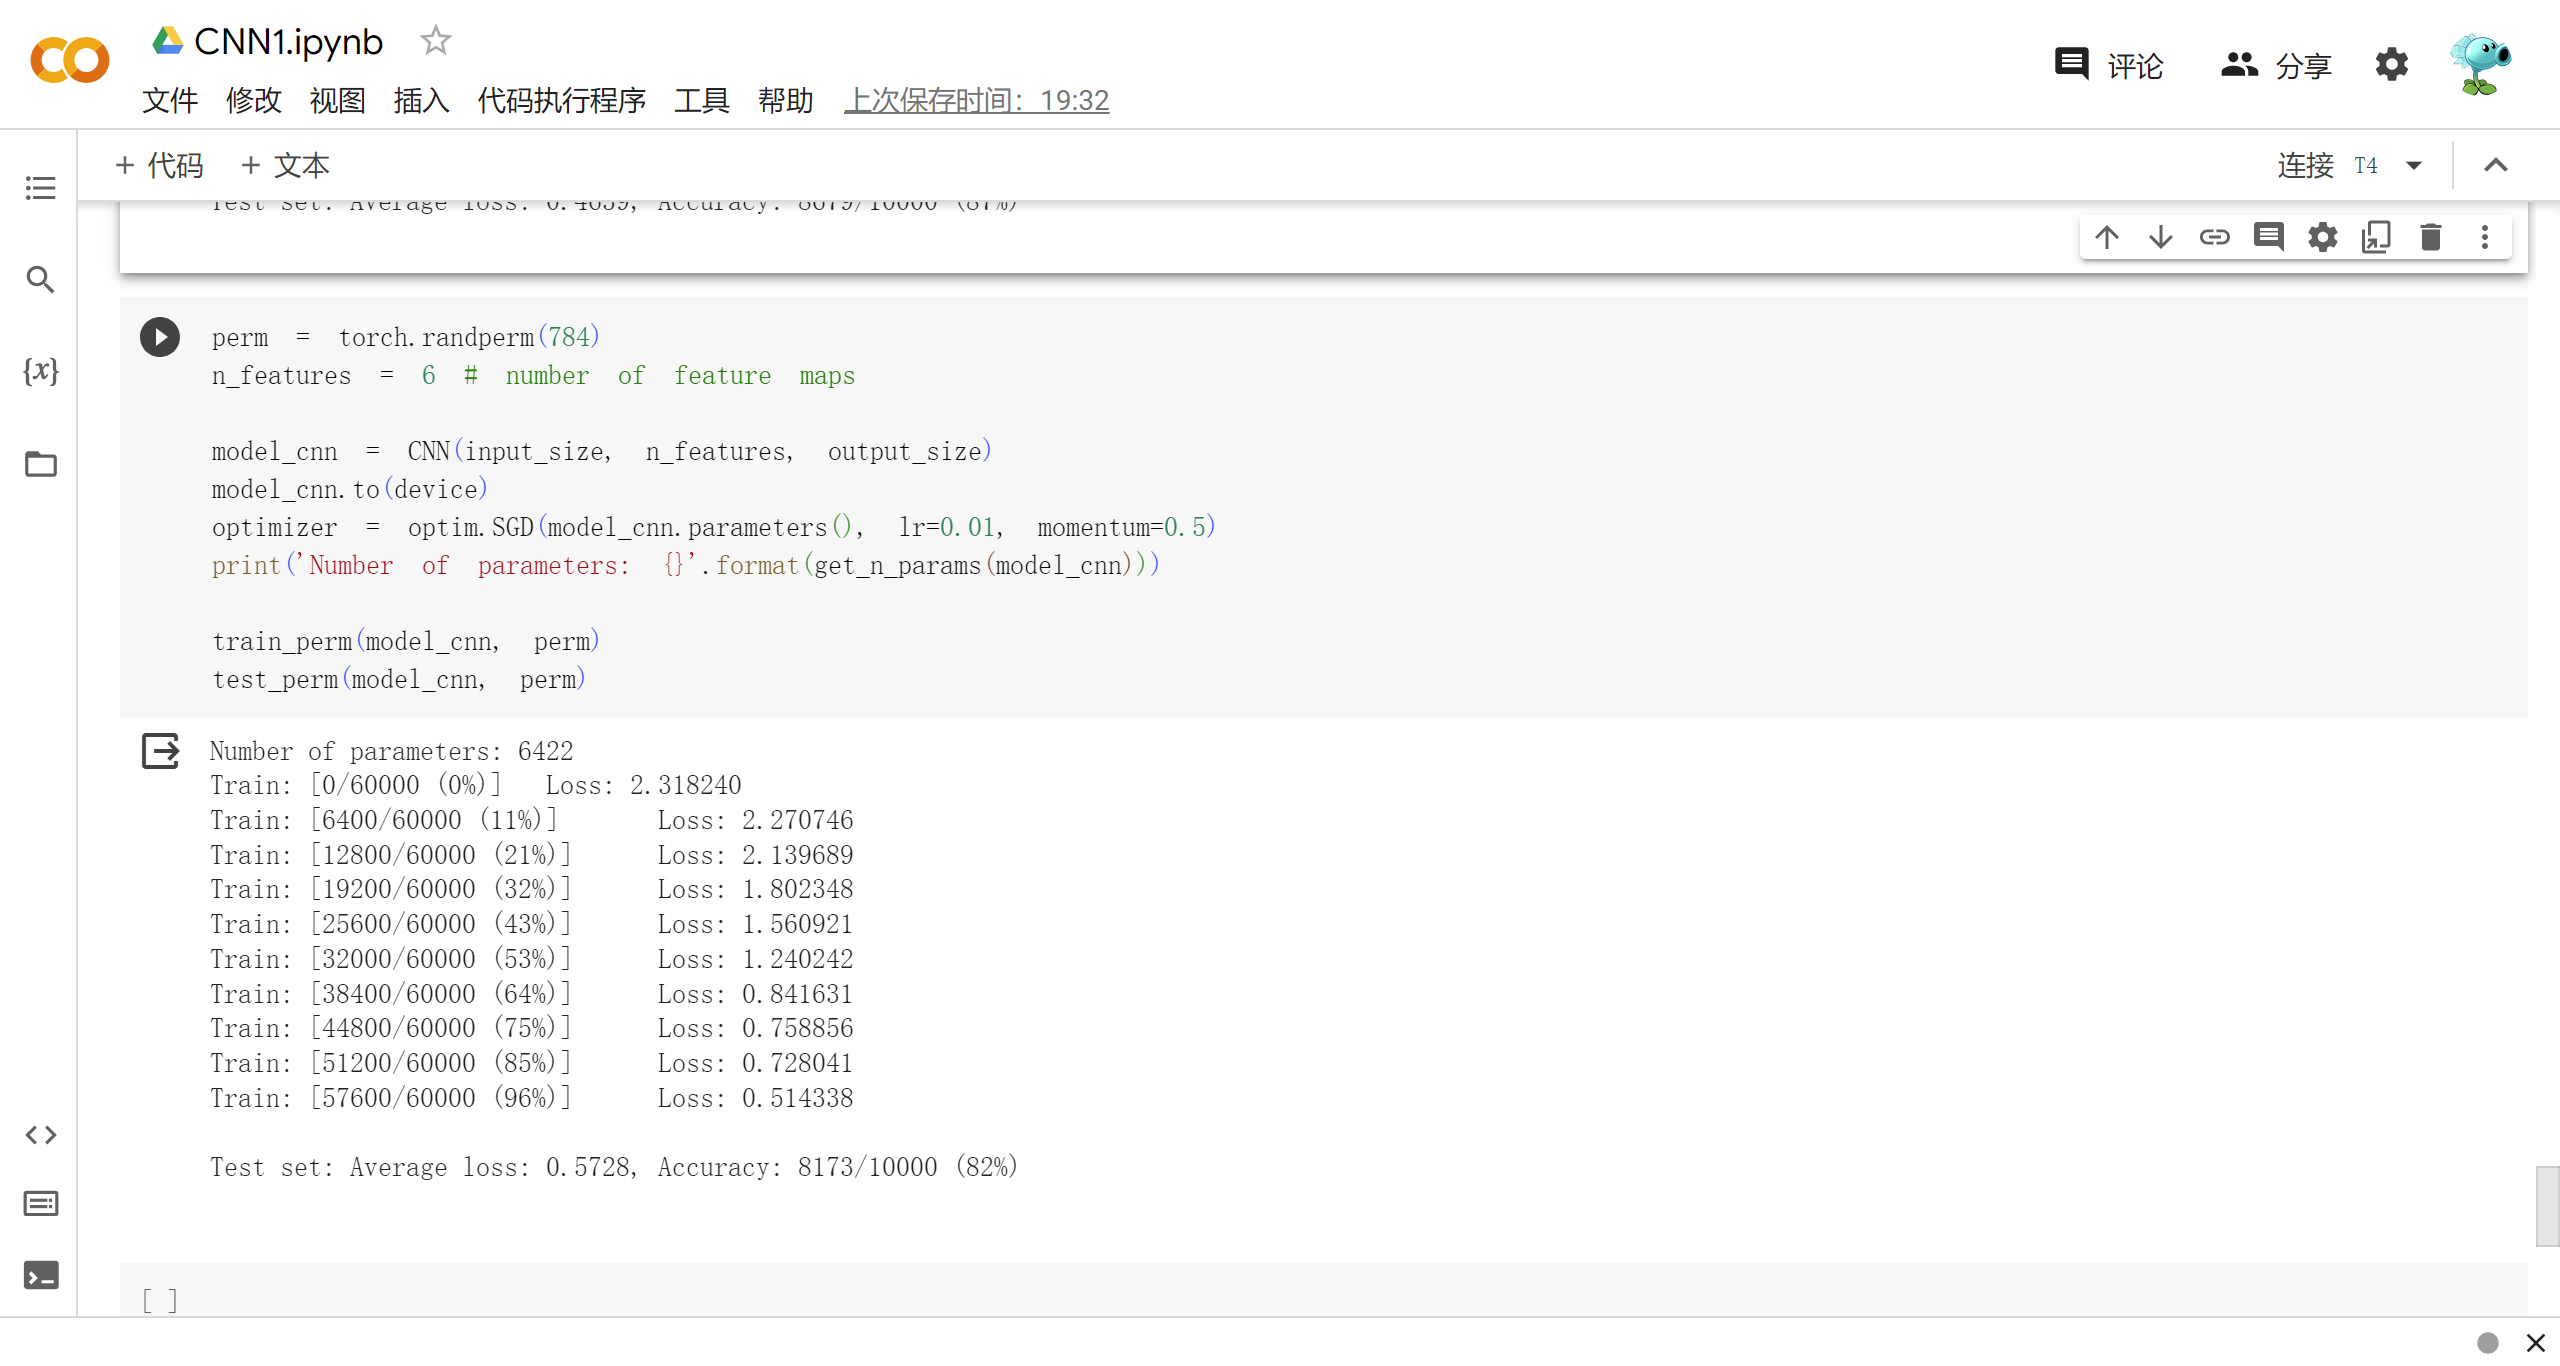 CNN1.ipynb
评论
分享
文件 修改 视图 插入 代码执行程序 工具 帮助 上次保存时间：19:32
+ 代码 + 文本
连接 T4
Test set: Average loss: 0.4639, Accuracy: 8679/10000 (87%)
{x}
perm = torch.randperm(784)
n_features = 6 # number of feature maps
model_cnn = CNN(input_size, n_features, output_size)
model_cnn.to(device)
optimizer = optim.SGD(model_cnn.parameters(), lr=0.01, momentum=0.5)
print('Number of parameters: {}'.format(get_n_params(model_cnn)))
train_perm(model_cnn, perm)
test_perm(model_cnn, perm)
Number of parameters: 6422
Train: [0/60000 (0%)] Loss: 2.318240
Train: [6400/60000 (11%)] Loss: 2.270746
Train: [12800/60000 (21%)] Loss: 2.139689
Train: [19200/60000 (32%)] Loss: 1.802348
Train: [25600/60000 (43%)] Loss: 1.560921
Train: [32000/60000 (53%)] Loss: 1.240242
Train: [38400/60000 (64%)] Loss: 0.841631
Train: [44800/60000 (75%)] Loss: 0.758856
Train: [51200/60000 (85%)] Loss: 0.728041
Train: [57600/60000 (96%)] Loss: 0.514338
Test set: Average loss: 0.5728, Accuracy: 8173/10000 (82%)
[ ]